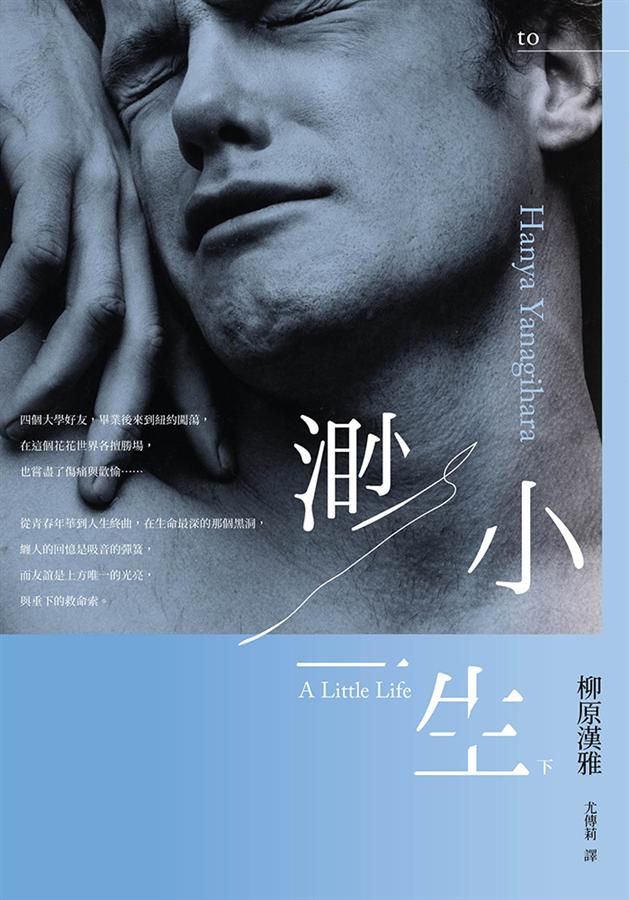 to
Hanya Yanagihara
四個大學好友，畢業後來到紐約闖蕩，
在這個花花世界各擅勝場，
也嘗盡了傷痛與歡愉……
從青春年華到人生終曲，在生命最深的那個黑洞，
纏人的回憶是吸音的彈簧，
而友誼是上方唯一的光亮，
與垂下的救命索。
渺小一生
A Little Life
下
柳原漢雅
尤傳莉 譯